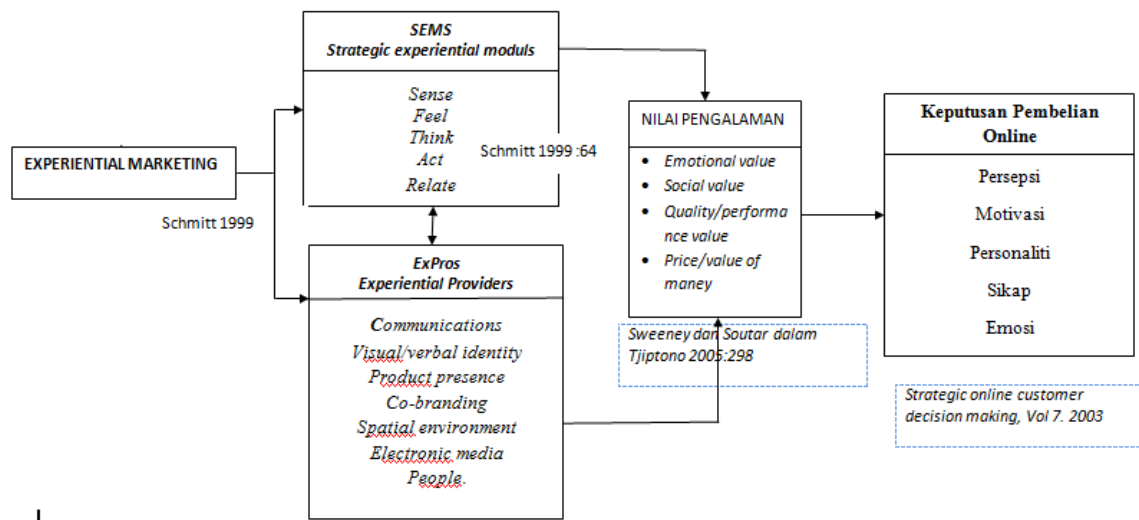 EXPERIENTIAL MARKETING
Schmitt 1999
SEMS
Strategic experiential moduls
Sense
Feel
Think
Act
Relate
Schmitt 1999 :64
ExPros
Experiential Providers
Communications
Visual/verbal identity
Product presence
Co-branding
Spatial environment
Electronic media
People.
NILAI PENGALAMAN
• Emotional value
• Social value
• Quality/performa
nce value
• Price/value of
maney
Sweeney dan Soutar dalam
Tjiptono 2005:298
Keputusan Pembelian
Online
Persepsi
Motivasi
Personaliti
Sikap
Emosi
Strategic online customer
decision making, Vol 7. 2003